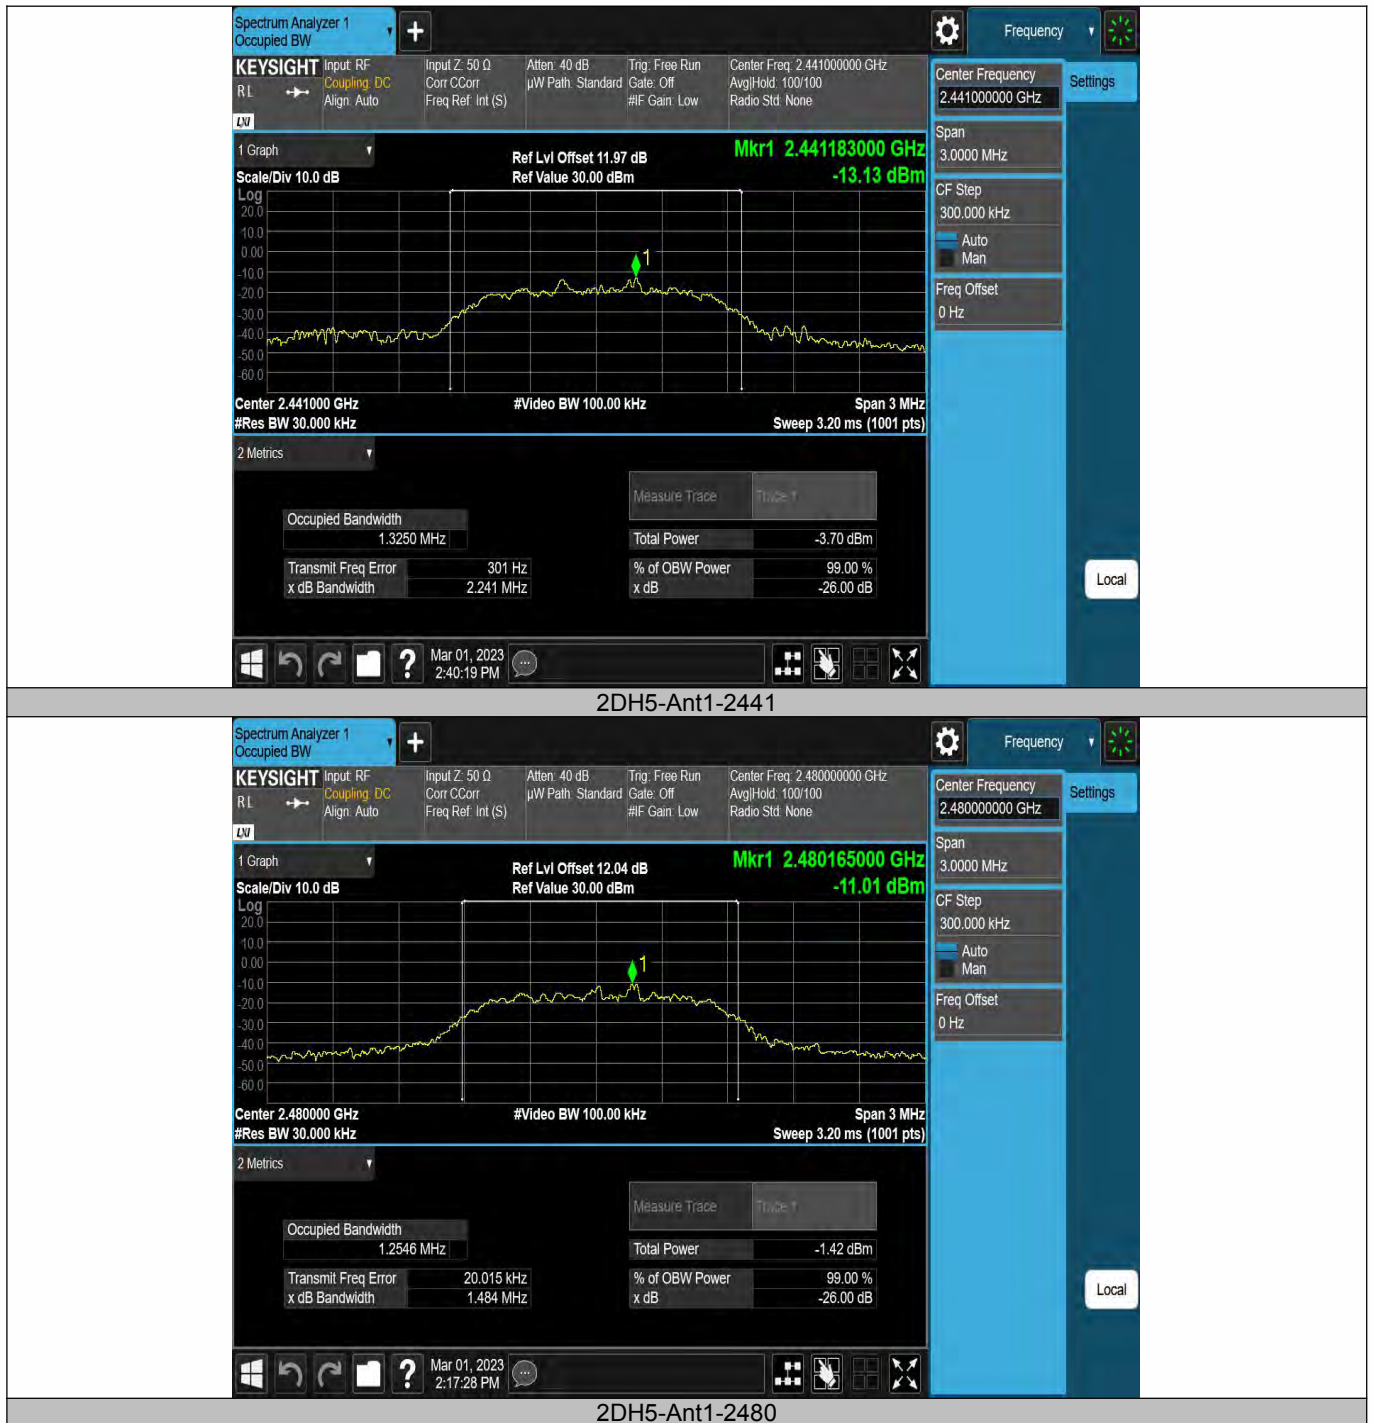 Spectrum Analyzer 1
Occupied BW
Frequency
KEYSIGHT
R L
LXI
Input: RF
Coupling: DC
Align: Auto
Input Z: 50 Ω
Corr CCorr
Freq Ref: Int (S)
Atten: 40 dB
µW Path: Standard
Trig: Free Run
Gate: Off
#IF Gain: Low
Center Freq: 2.441000000 GHz
Avg|Hold: 100/100
Radio Std: None
Center Frequency
2.441000000 GHz
Settings
Span
3.0000 MHz
CF Step
300.000 kHz
Auto
Man
Freq Offset
0 Hz
Local
1 Graph
Scale/Div 10.0 dB
Ref Lvl Offset 11.97 dB
Ref Value 30.00 dBm
Mkr1 2.441183000 GHz
-13.13 dBm
Log
20.0
10.0
0.00
-10.0
-20.0
-30.0
-40.0
-50.0
-60.0
1
Center 2.441000 GHz
#Video BW 100.00 kHz
Span 3 MHz
#Res BW 30.000 kHz
Sweep 3.20 ms (1001 pts)
2 Metrics
Measure Trace
Trace 1
Occupied Bandwidth
1.3250 MHz
Total Power
-3.70 dBm
Transmit Freq Error
301 Hz
% of OBW Power
99.00 %
x dB Bandwidth
2.241 MHz
x dB
-26.00 dB
?
Mar 01, 2023
2:40:19 PM
2DH5-Ant1-2441
Spectrum Analyzer 1
Occupied BW
Frequency
KEYSIGHT
R L
LXI
Input: RF
Coupling: DC
Align: Auto
Input Z: 50 Ω
Corr CCorr
Freq Ref: Int (S)
Atten: 40 dB
µW Path: Standard
Trig: Free Run
Gate: Off
#IF Gain: Low
Center Freq: 2.480000000 GHz
Avg|Hold: 100/100
Radio Std: None
Center Frequency
2.480000000 GHz
Settings
Span
3.0000 MHz
CF Step
300.000 kHz
Auto
Man
Freq Offset
0 Hz
Local
1 Graph
Scale/Div 10.0 dB
Ref Lvl Offset 12.04 dB
Ref Value 30.00 dBm
Mkr1 2.480165000 GHz
-11.01 dBm
Log
20.0
10.0
0.00
-10.0
-20.0
-30.0
-40.0
-50.0
-60.0
1
Center 2.480000 GHz
#Video BW 100.00 kHz
Span 3 MHz
#Res BW 30.000 kHz
Sweep 3.20 ms (1001 pts)
2 Metrics
Measure Trace
Trace 1
Occupied Bandwidth
1.2546 MHz
Total Power
-1.42 dBm
Transmit Freq Error
20.015 kHz
% of OBW Power
99.00 %
x dB Bandwidth
1.484 MHz
x dB
-26.00 dB
?
Mar 01, 2023
2:17:28 PM
2DH5-Ant1-2480